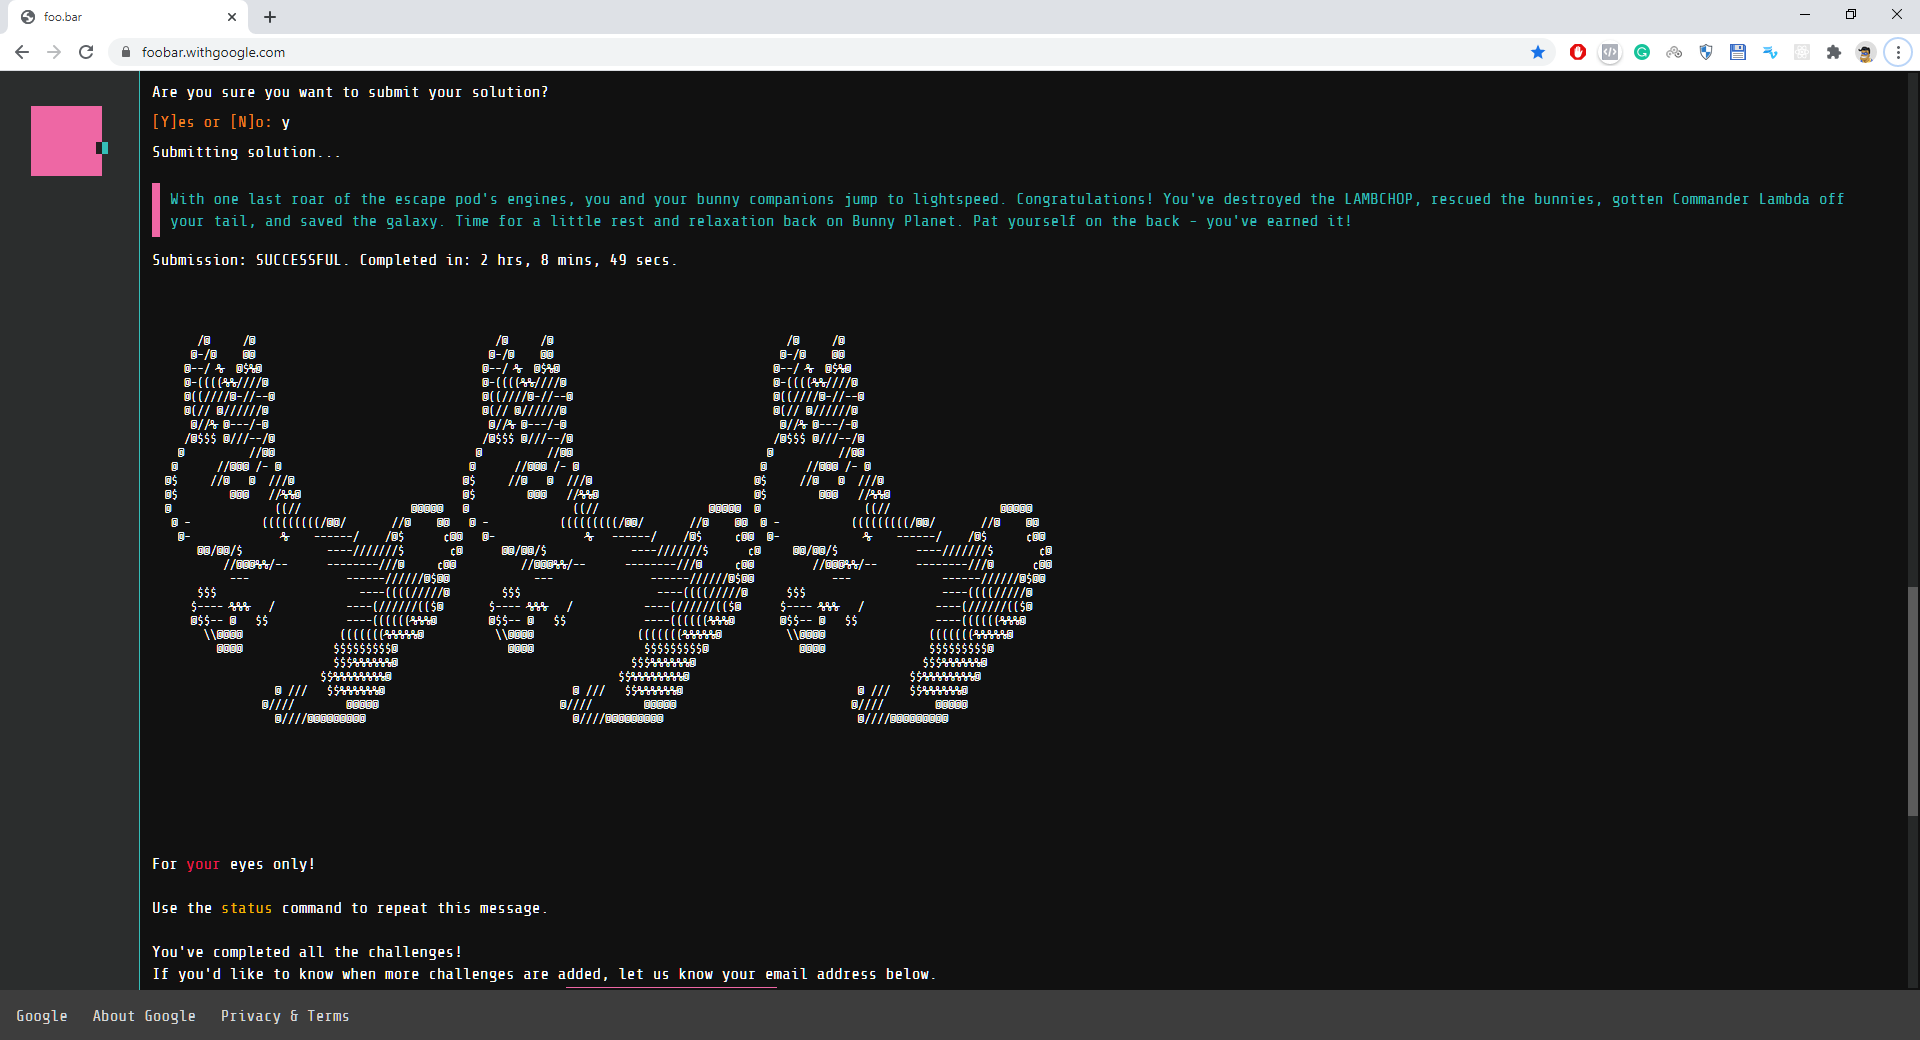 foo.bar
foobar.withgoogle.com
Are you sure you want to submit your solution?
[Y]es or [N]o: y
Submitting solution...
With one last roar of the escape pod's engines, you and your bunny companions jump to lightspeed. Congratulations! You've destroyed the LAMBCHOP, rescued the bunnies, gotten Commander Lambda off
your tail, and saved the galaxy. Time for a little rest and relaxation back on Bunny Planet. Pat yourself on the back - you've earned it!
Submission: SUCCESSFUL. Completed in: 2 hrs, 8 mins, 49 secs.
For your eyes only!
Use the status command to repeat this message.
You've completed all the challenges!
If you'd like to know when more challenges are added, let us know your email address below.
Google About Google Privacy & Terms